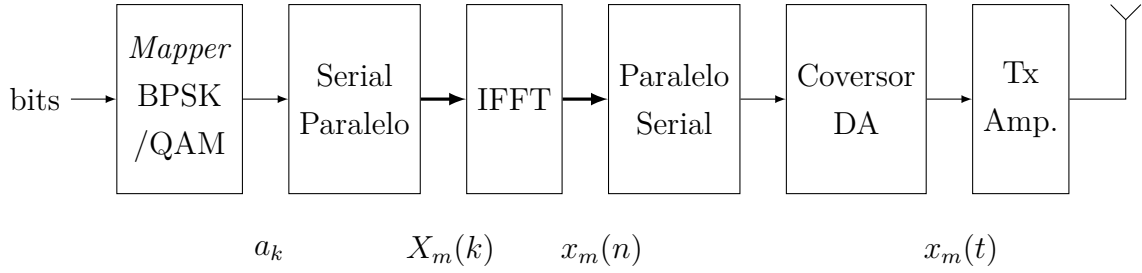 bits
Mapper
BPSK
/QAM
Serial
Paralelo
IFFT
Paralelo
Serial
Coversor
DA
Tx
Amp.
a_k
X_m(k)
x_m(n)
x_m(t)